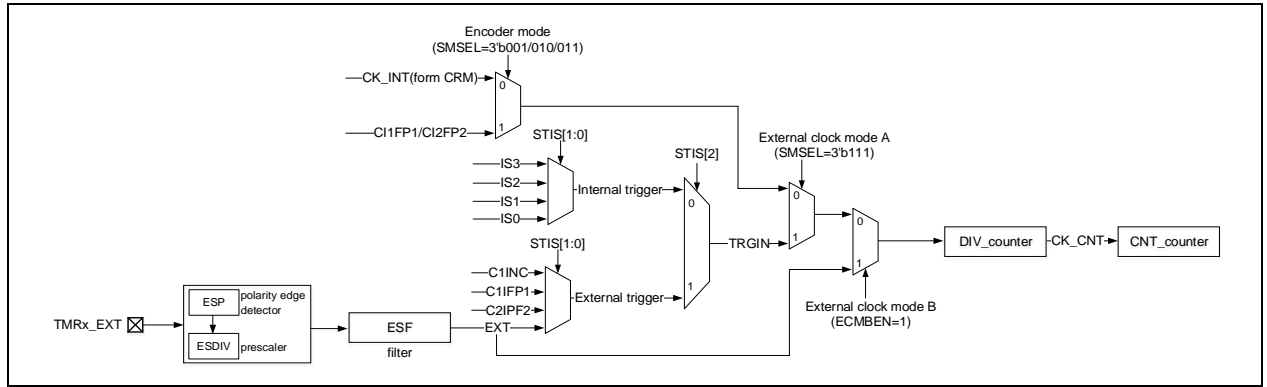 Encoder mode
(SMSEL=3'b001/010/011)
CK_INT(form CRM)
0
CI1FP1/CI2FP2
1
STIS[1:0]
IS3
IS2
IS1
IS0
Internal trigger
STIS[2]
0
1
External clock mode A
(SMSEL=3'b111)
0
1
TRGIN
0
1
DIV_counter
CK_CNT
CNT_counter
STIS[1:0]
C1INC
C1IFP1
C2IPF2
EXT
External trigger
External clock mode B
(ECMBEN=1)
TMRx_EXT
ESP
polarity edge
detector
ESDIV
prescaler
ESF
filter